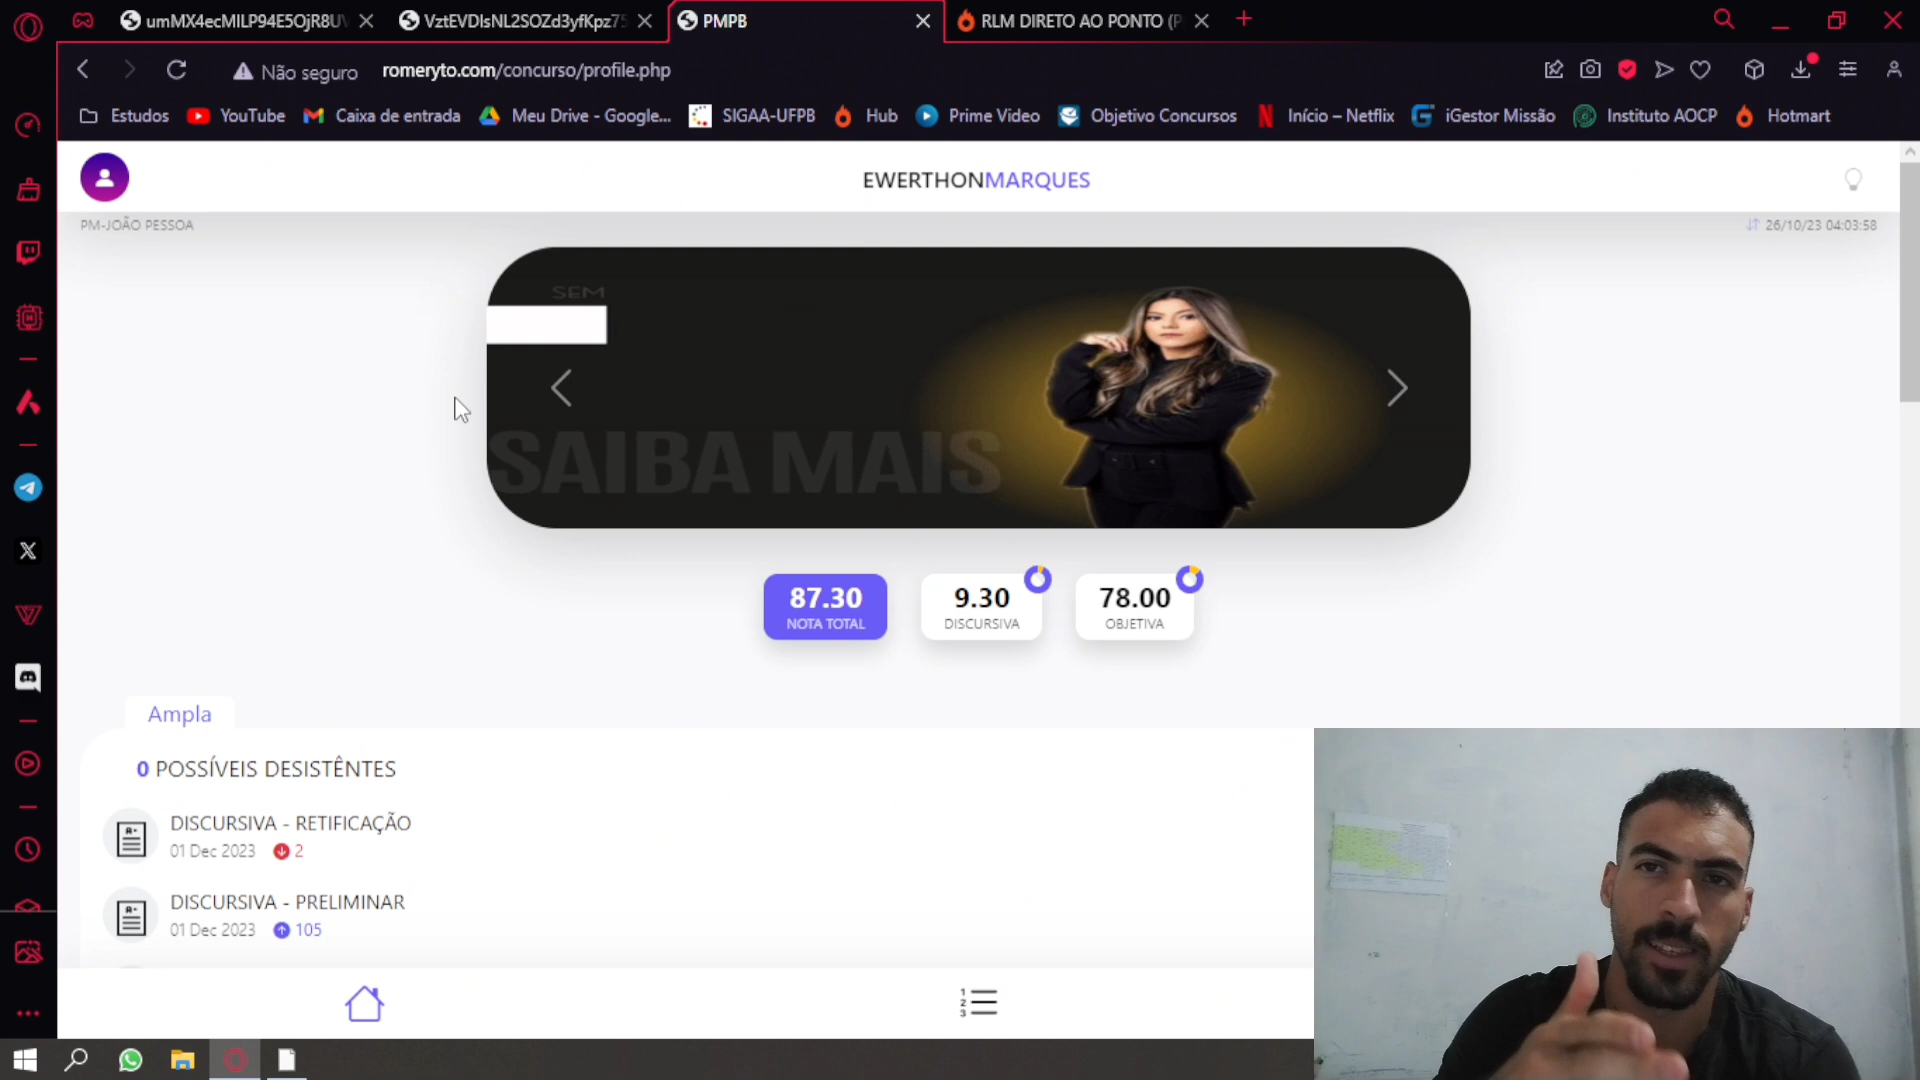 umMX4ecMILP94E5OjR8U
VztEVDIsNL2SOZd3yfKpz75
PMPB
RLM DIRETO AO PONTO (P
Não seguro
romeryto.com/concurso/profile.php
Estudos
YouTube
Caixa de entrada
Meu Drive - Google...
SIGAA-UFPB
Hub
Prime Video
Objetivo Concursos
Início – Netflix
iGestor Missão
Instituto AOCP
Hotmart
EWERTHONMARQUES
PM-JOÃO PESSOA
26/10/23 04:03:58
SEM
SAIBA MAIS
87.30
NOTA TOTAL
9.30
DISCURSIVA
78.00
OBJETIVA
Ampla
0 POSSÍVEIS DESISTÊNTES
DISCURSIVA - RETIFICAÇÃO
01 Dec 2023 2
DISCURSIVA - PRELIMINAR
01 Dec 2023 105